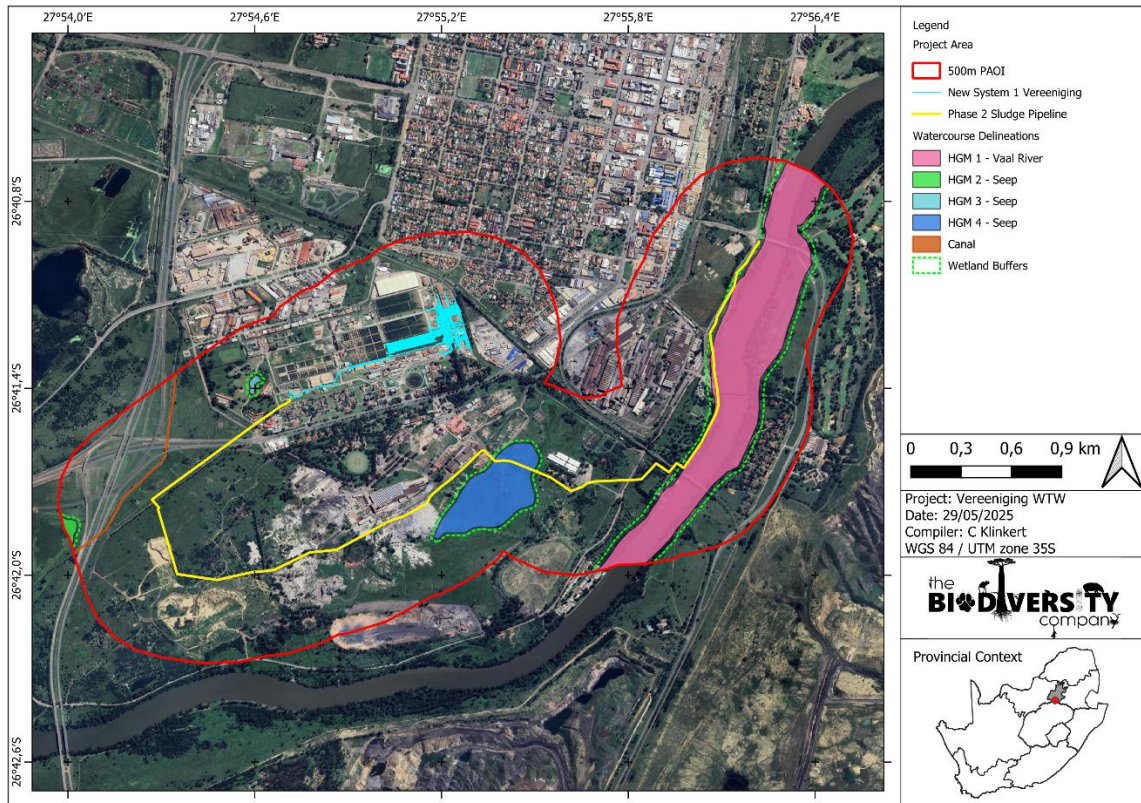 27°54,0'E 27°54,6'E 27°55,2'E 27°55,8'E 27°56,4'E
26°40,8'S
26°41,4'S
26°42,0'S
26°42,6'S
Legend
Project Area
500m PAOI
New System 1 Vereeniging
Phase 2 Sludge Pipeline
Watercourse Delineations
HGM 1 - Vaal River
HGM 2 - Seep
HGM 3 - Seep
HGM 4 - Seep
Canal
Wetland Buffers
0 0,3 0,6 0,9 km
Project: Vereeniging WTW
Date: 29/05/2025
Compiler: C Klinkert
WGS 84 / UTM zone 35S
the
BIODIVERSITY
company
Provincial Context